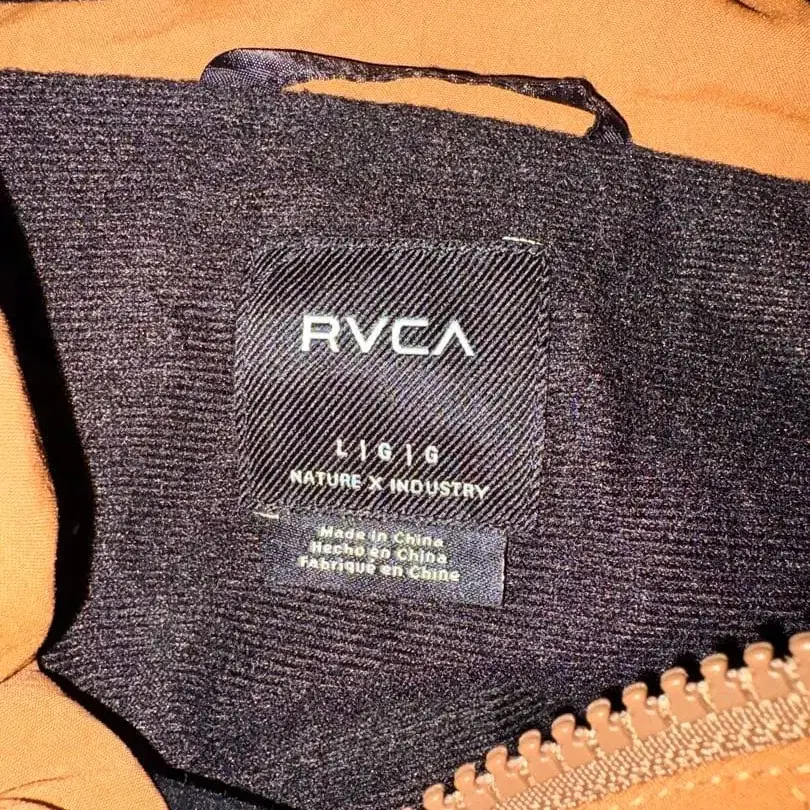 RVCA
L | G | G
NATURE X INDUSTRY
Made in China
Hecho en China
Fabriqué en Chine